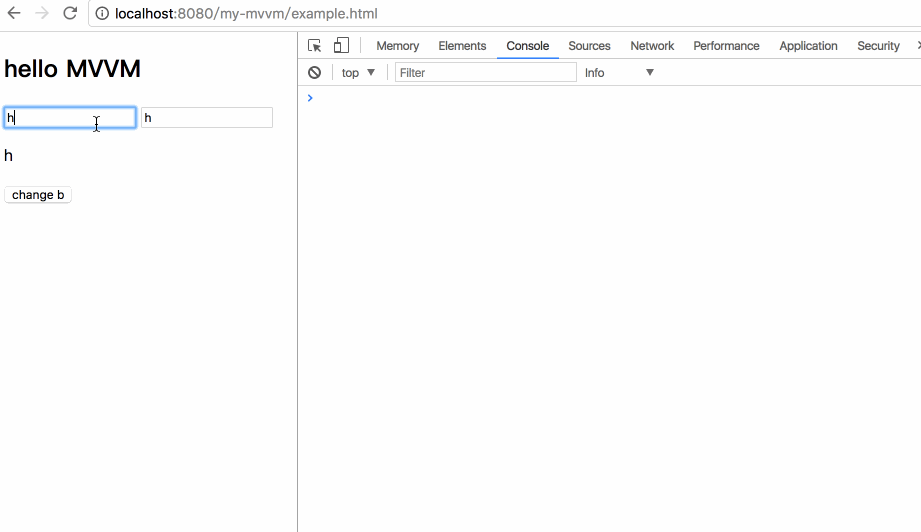 localhost:8080/my-mvvm/example.html
Memory Elements Console Sources Network Performance Application Security
hello MVVM
top Filter Info
h h
h
change b